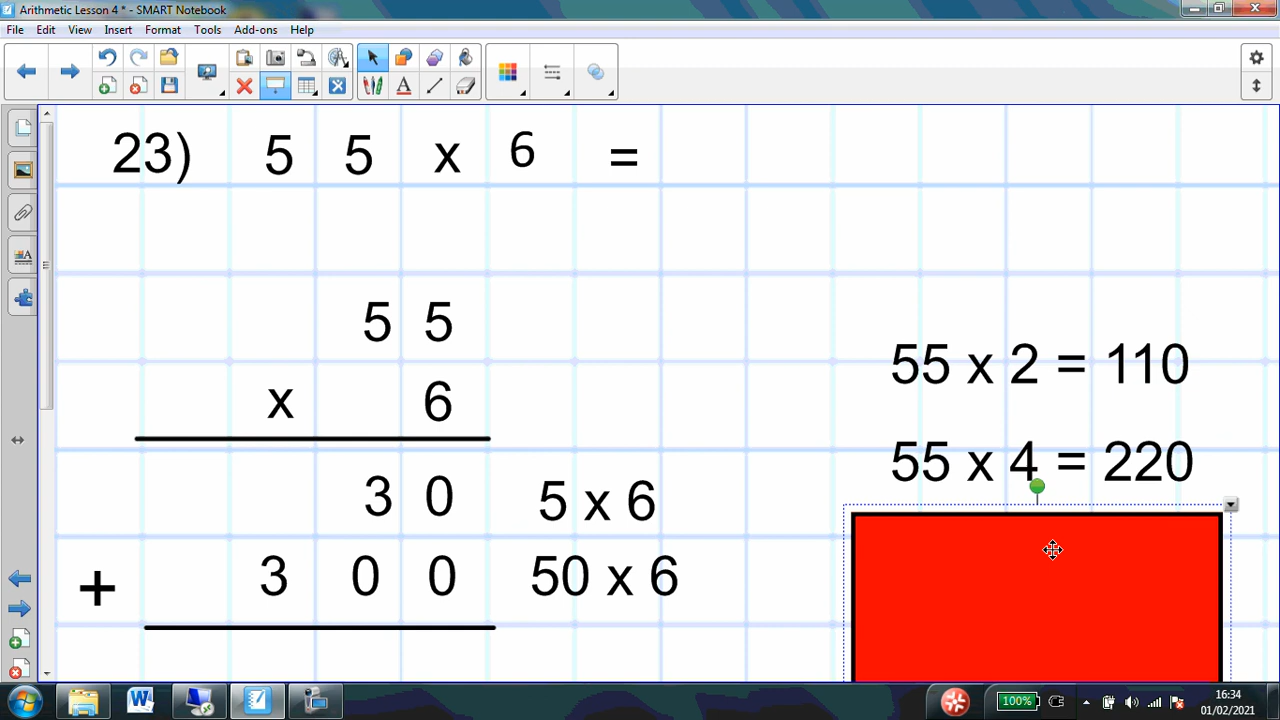 Arithmetic Lesson 4 * - SMART Notebook
File Edit View Insert Format Tools Add-ons Help
23) 5 5 x 6 =
5 5
x 6
3 0 5 x 6
+ 3 0 0 50 x 6
55 x 2 = 110
55 x 4 = 220
100%
16:34
01/02/2021